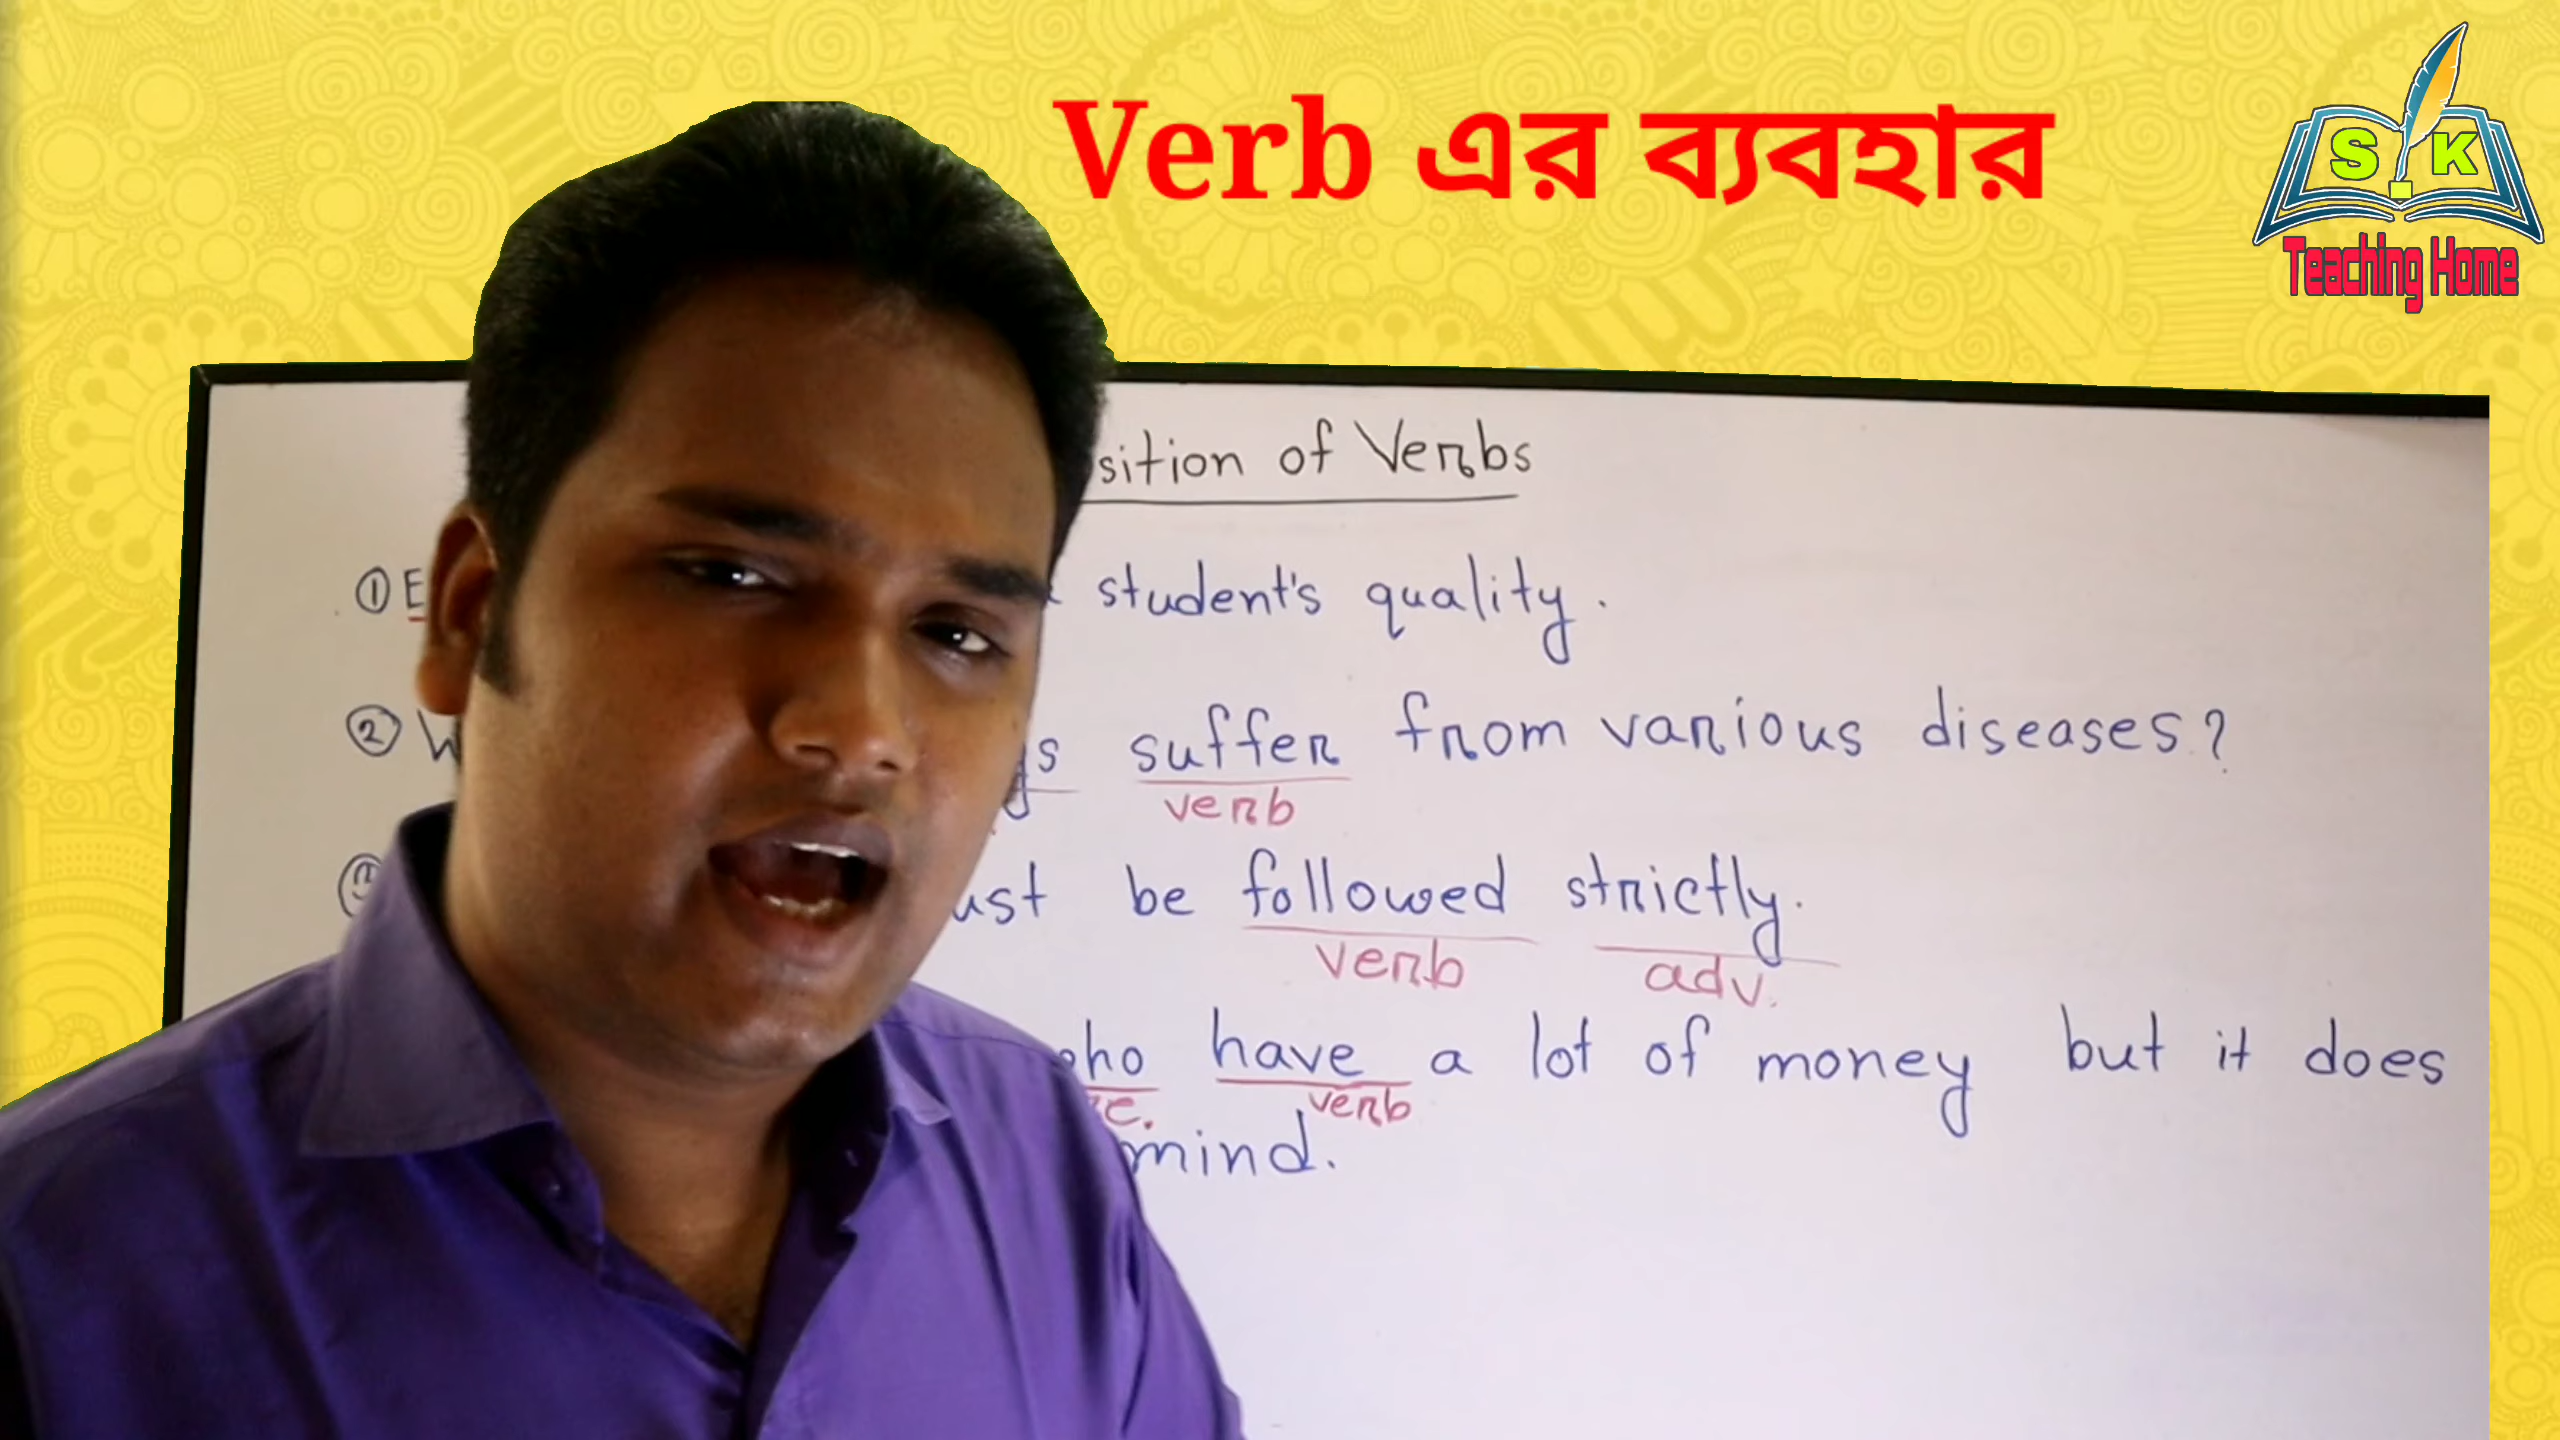 Verb এর ব্যবহার
S K
Teaching Home
sition of Verbs
① E student's quality.
② W gs suffer from various diseases?
verb
ust be followed strictly.
verb adv.
ho have a lot of money but it does
e. verb
mind.